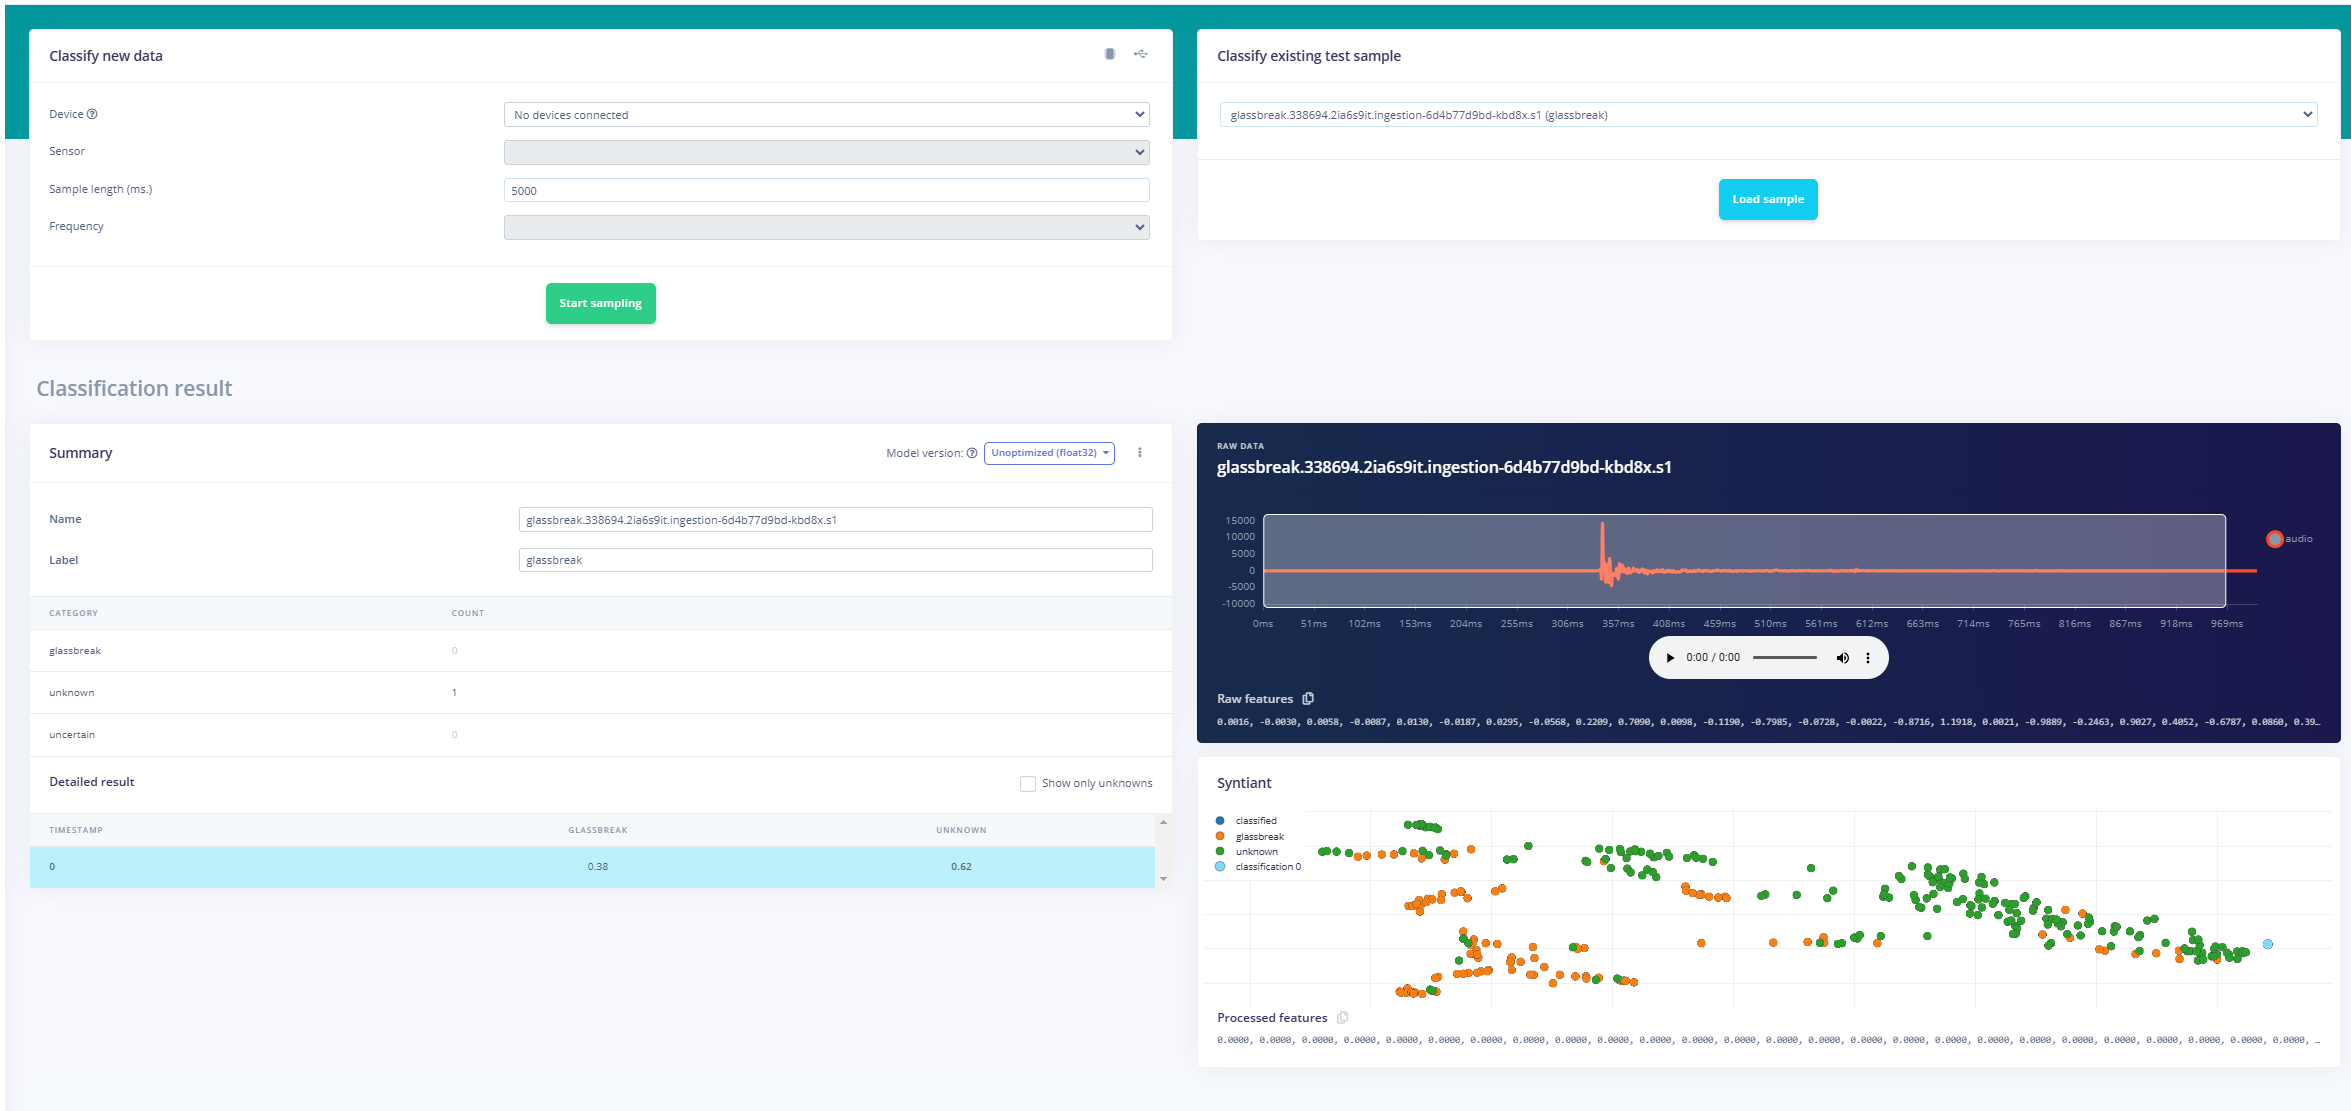 Classify new data
Device
No devices connected
Sensor
Sample length (ms.)
5000
Frequency
Start sampling
Classify existing test sample
glassbreak.338694.2ia6s9it.ingestion-6d4b77d9bd-kbd8x.s1 (glassbreak)
Load sample
Classification result
Summary
Model version: Unoptimized (float32)
Name
glassbreak.338694.2ia6s9it.ingestion-6d4b77d9bd-kbd8x.s1
Label
glassbreak
CATEGORY COUNT
glassbreak 0
unknown 1
uncertain 0
Detailed result
Show only unknowns
TIMESTAMP GLASSBREAK UNKNOWN
0 0.38 0.62
RAW DATA
glassbreak.338694.2ia6s9it.ingestion-6d4b77d9bd-kbd8x.s1
15000
10000
5000
0
-5000
-10000
audio
0ms 51ms 102ms 153ms 204ms 255ms 306ms 357ms 408ms 459ms 510ms 561ms 612ms 663ms 714ms 765ms 816ms 867ms 918ms 969ms
0:00 / 0:00
Raw features
0.0016, -0.0030, 0.0058, -0.0087, 0.0130, -0.0187, 0.0295, -0.0568, 0.2209, 0.7090, 0.0098, -0.1190, -0.7985, -0.0728, -0.0022, -0.8716, 1.1918, 0.0021, -0.9889, -0.2463, 0.9027, 0.4052, -0.6787, 0.0860, 0.39…
Syntiant
classified
glassbreak
unknown
classification 0
Processed features
0.0000, 0.0000, 0.0000, 0.0000, 0.0000, 0.0000, 0.0000, 0.0000, 0.0000, 0.0000, 0.0000, 0.0000, 0.0000, 0.0000, 0.0000, 0.0000, 0.0000, 0.0000, 0.0000, 0.0000, 0.0000, 0.0000, 0.0000, 0.0000, 0.0000, 0.0000, …